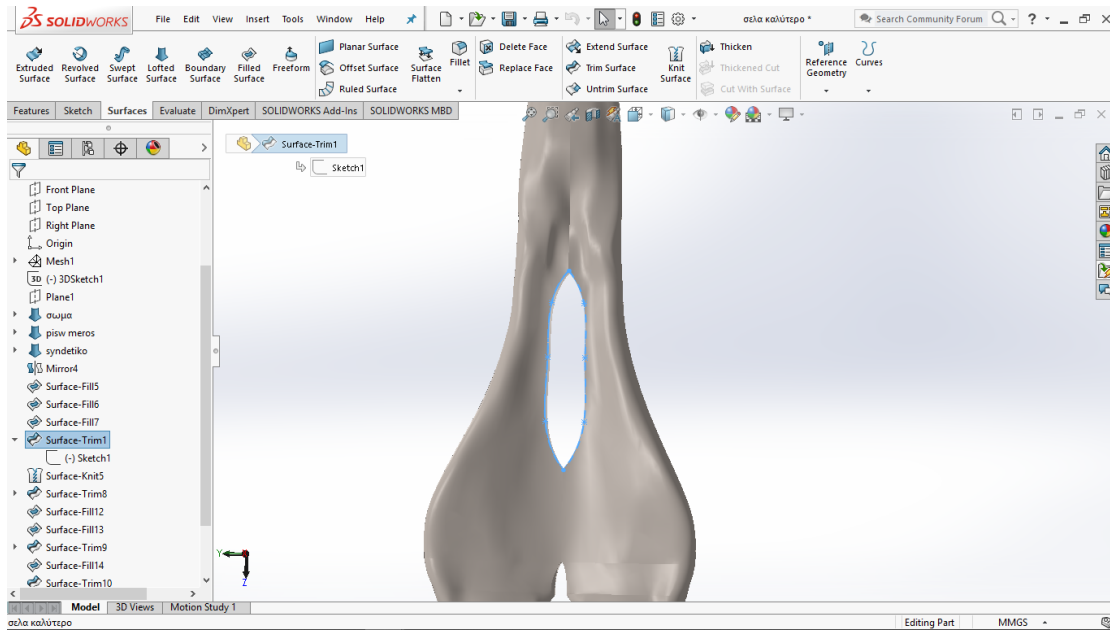 SOLIDWORKS File Edit View Insert Tools Window Help σελα καλύτερο * Search Community Forum ?
Extruded Surface Revolved Surface Swept Surface Lofted Surface Boundary Surface Filled Surface Freeform Planar Surface Offset Surface Ruled Surface Surface Flatten Fillet Delete Face Replace Face Extend Surface Trim Surface Untrim Surface Knit Surface Thicken Thickened Cut Cut With Surface Reference Geometry Curves
Features Sketch Surfaces Evaluate DimXpert SOLIDWORKS Add-Ins SOLIDWORKS MBD
Surface-Trim1
Sketch1
Front Plane
Top Plane
Right Plane
Origin
Mesh1
3D (-) 3DSketch1
Plane1
σωμα
pisw meros
syndetiko
Mirror4
Surface-Fill5
Surface-Fill6
Surface-Fill7
Surface-Trim1
(-) Sketch1
Surface-Knit5
Surface-Trim8
Surface-Fill12
Surface-Fill13
Surface-Trim9
Surface-Fill14
Surface-Trim10
Y
Z
Model 3D Views Motion Study 1
σελα καλύτερο Editing Part MMGS